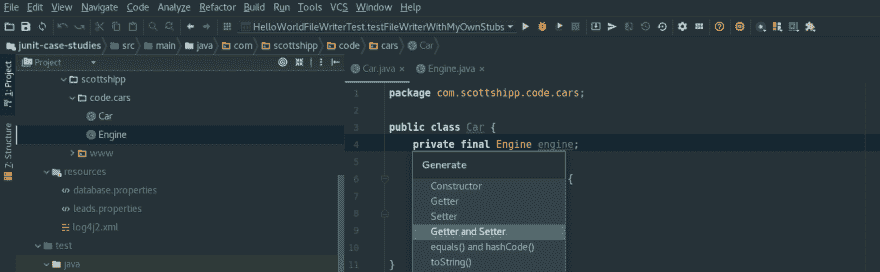 File Edit View Navigate Code Analyze Refactor Build Run Tools VCS Window Help
HelloWorldFileWriterTest.testFileWriterWithMyOwnStubs
junit-case-studies src main java com scottshipp code cars Car
1: Project
7: Structure
Project
scottshipp
code.cars
Car
Engine
www
resources
database.properties
leads.properties
log4j2.xml
test
java
Car.java × Engine.java ×
1 package com.scottshipp.code.cars;
2
3 public class Car {
4 private final Engine engine;
5
6 {
7
8
9
10
11 }
Generate
Constructor
Getter
Setter
Getter and Setter
equals() and hashCode()
toString()